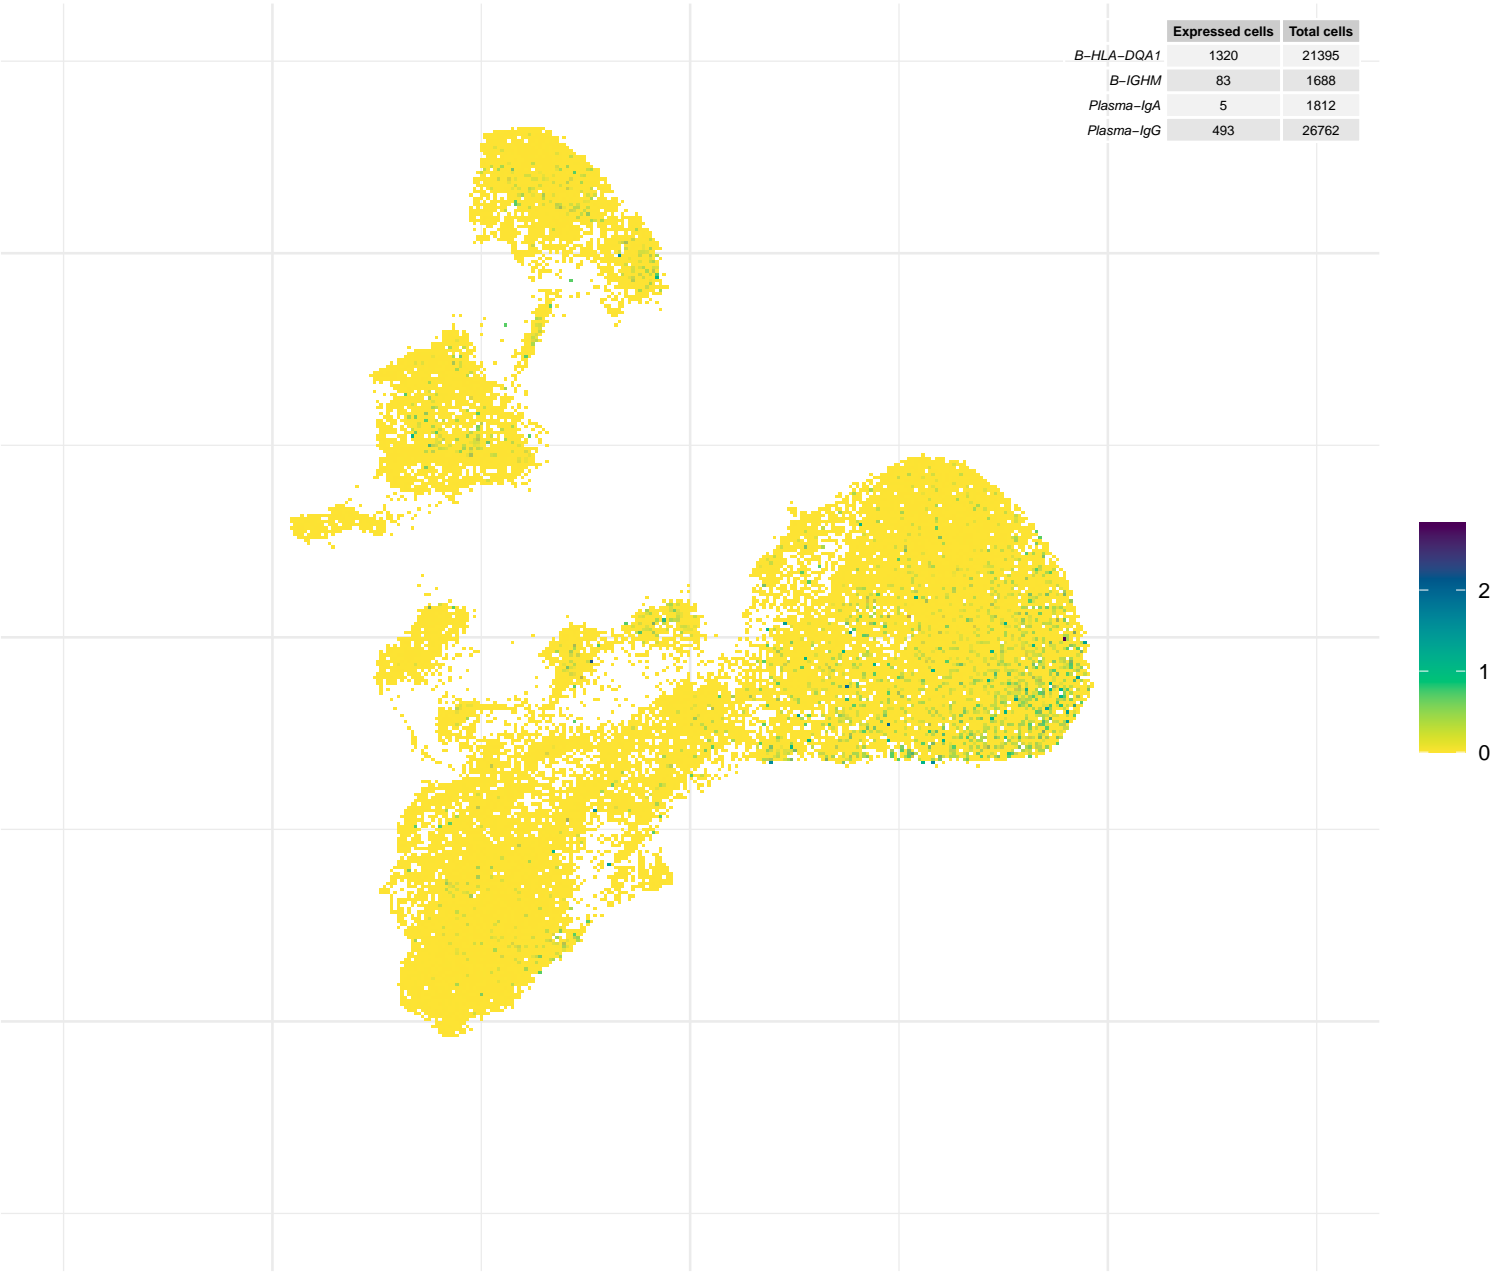 Expressed cells Total cells
B−HLA−DQA1 1320 21395
B−IGHM 83 1688
Plasma−IgA 5 1812
Plasma−IgG 493 26762
2
1
0